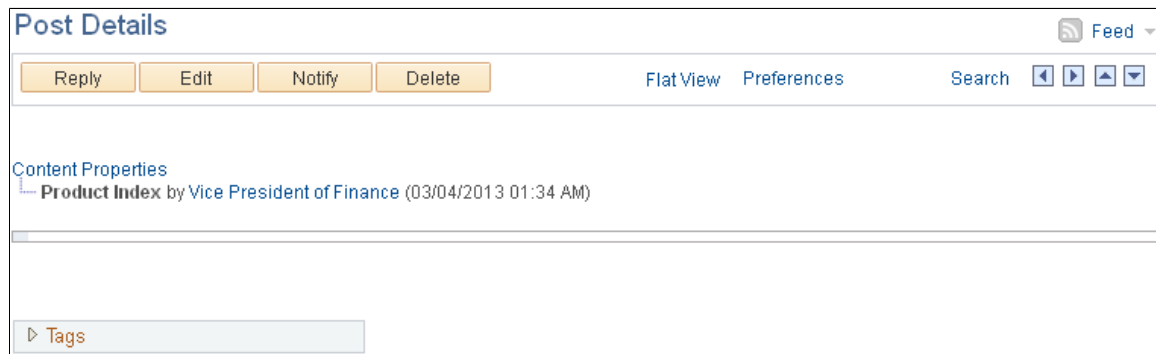 Post Details
Feed
Reply Edit Notify Delete Flat View Preferences Search
Content Properties
Product Index by Vice President of Finance (03/04/2013 01:34 AM)
Tags